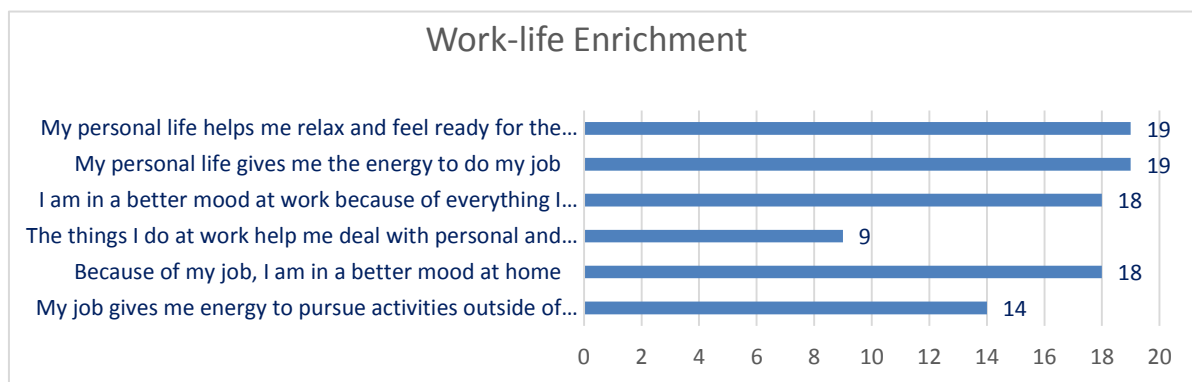 Work-life Enrichment
My personal life helps me relax and feel ready for the... 19
My personal life gives me the energy to do my job 19
I am in a better mood at work because of everything I... 18
The things I do at work help me deal with personal and... 9
Because of my job, I am in a better mood at home 18
My job gives me energy to pursue activities outside of... 14
0 2 4 6 8 10 12 14 16 18 20